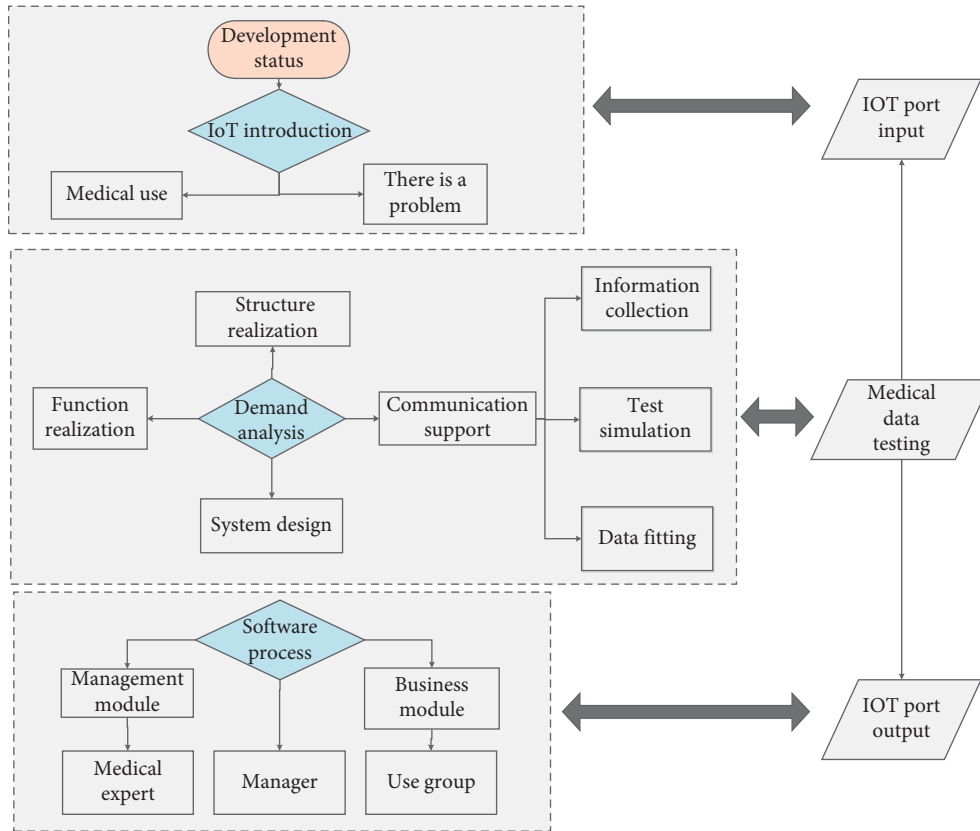 Development
status
IoT introduction
Medical use
There is a
problem
IOT port
input
Structure
realization
Information
collection
Function
realization
Demand
analysis
Communication
support
Test
simulation
Medical
data
testing
System design
Data fitting
Software
process
Management
module
Business
module
IOT port
output
Medical
expert
Manager
Use group